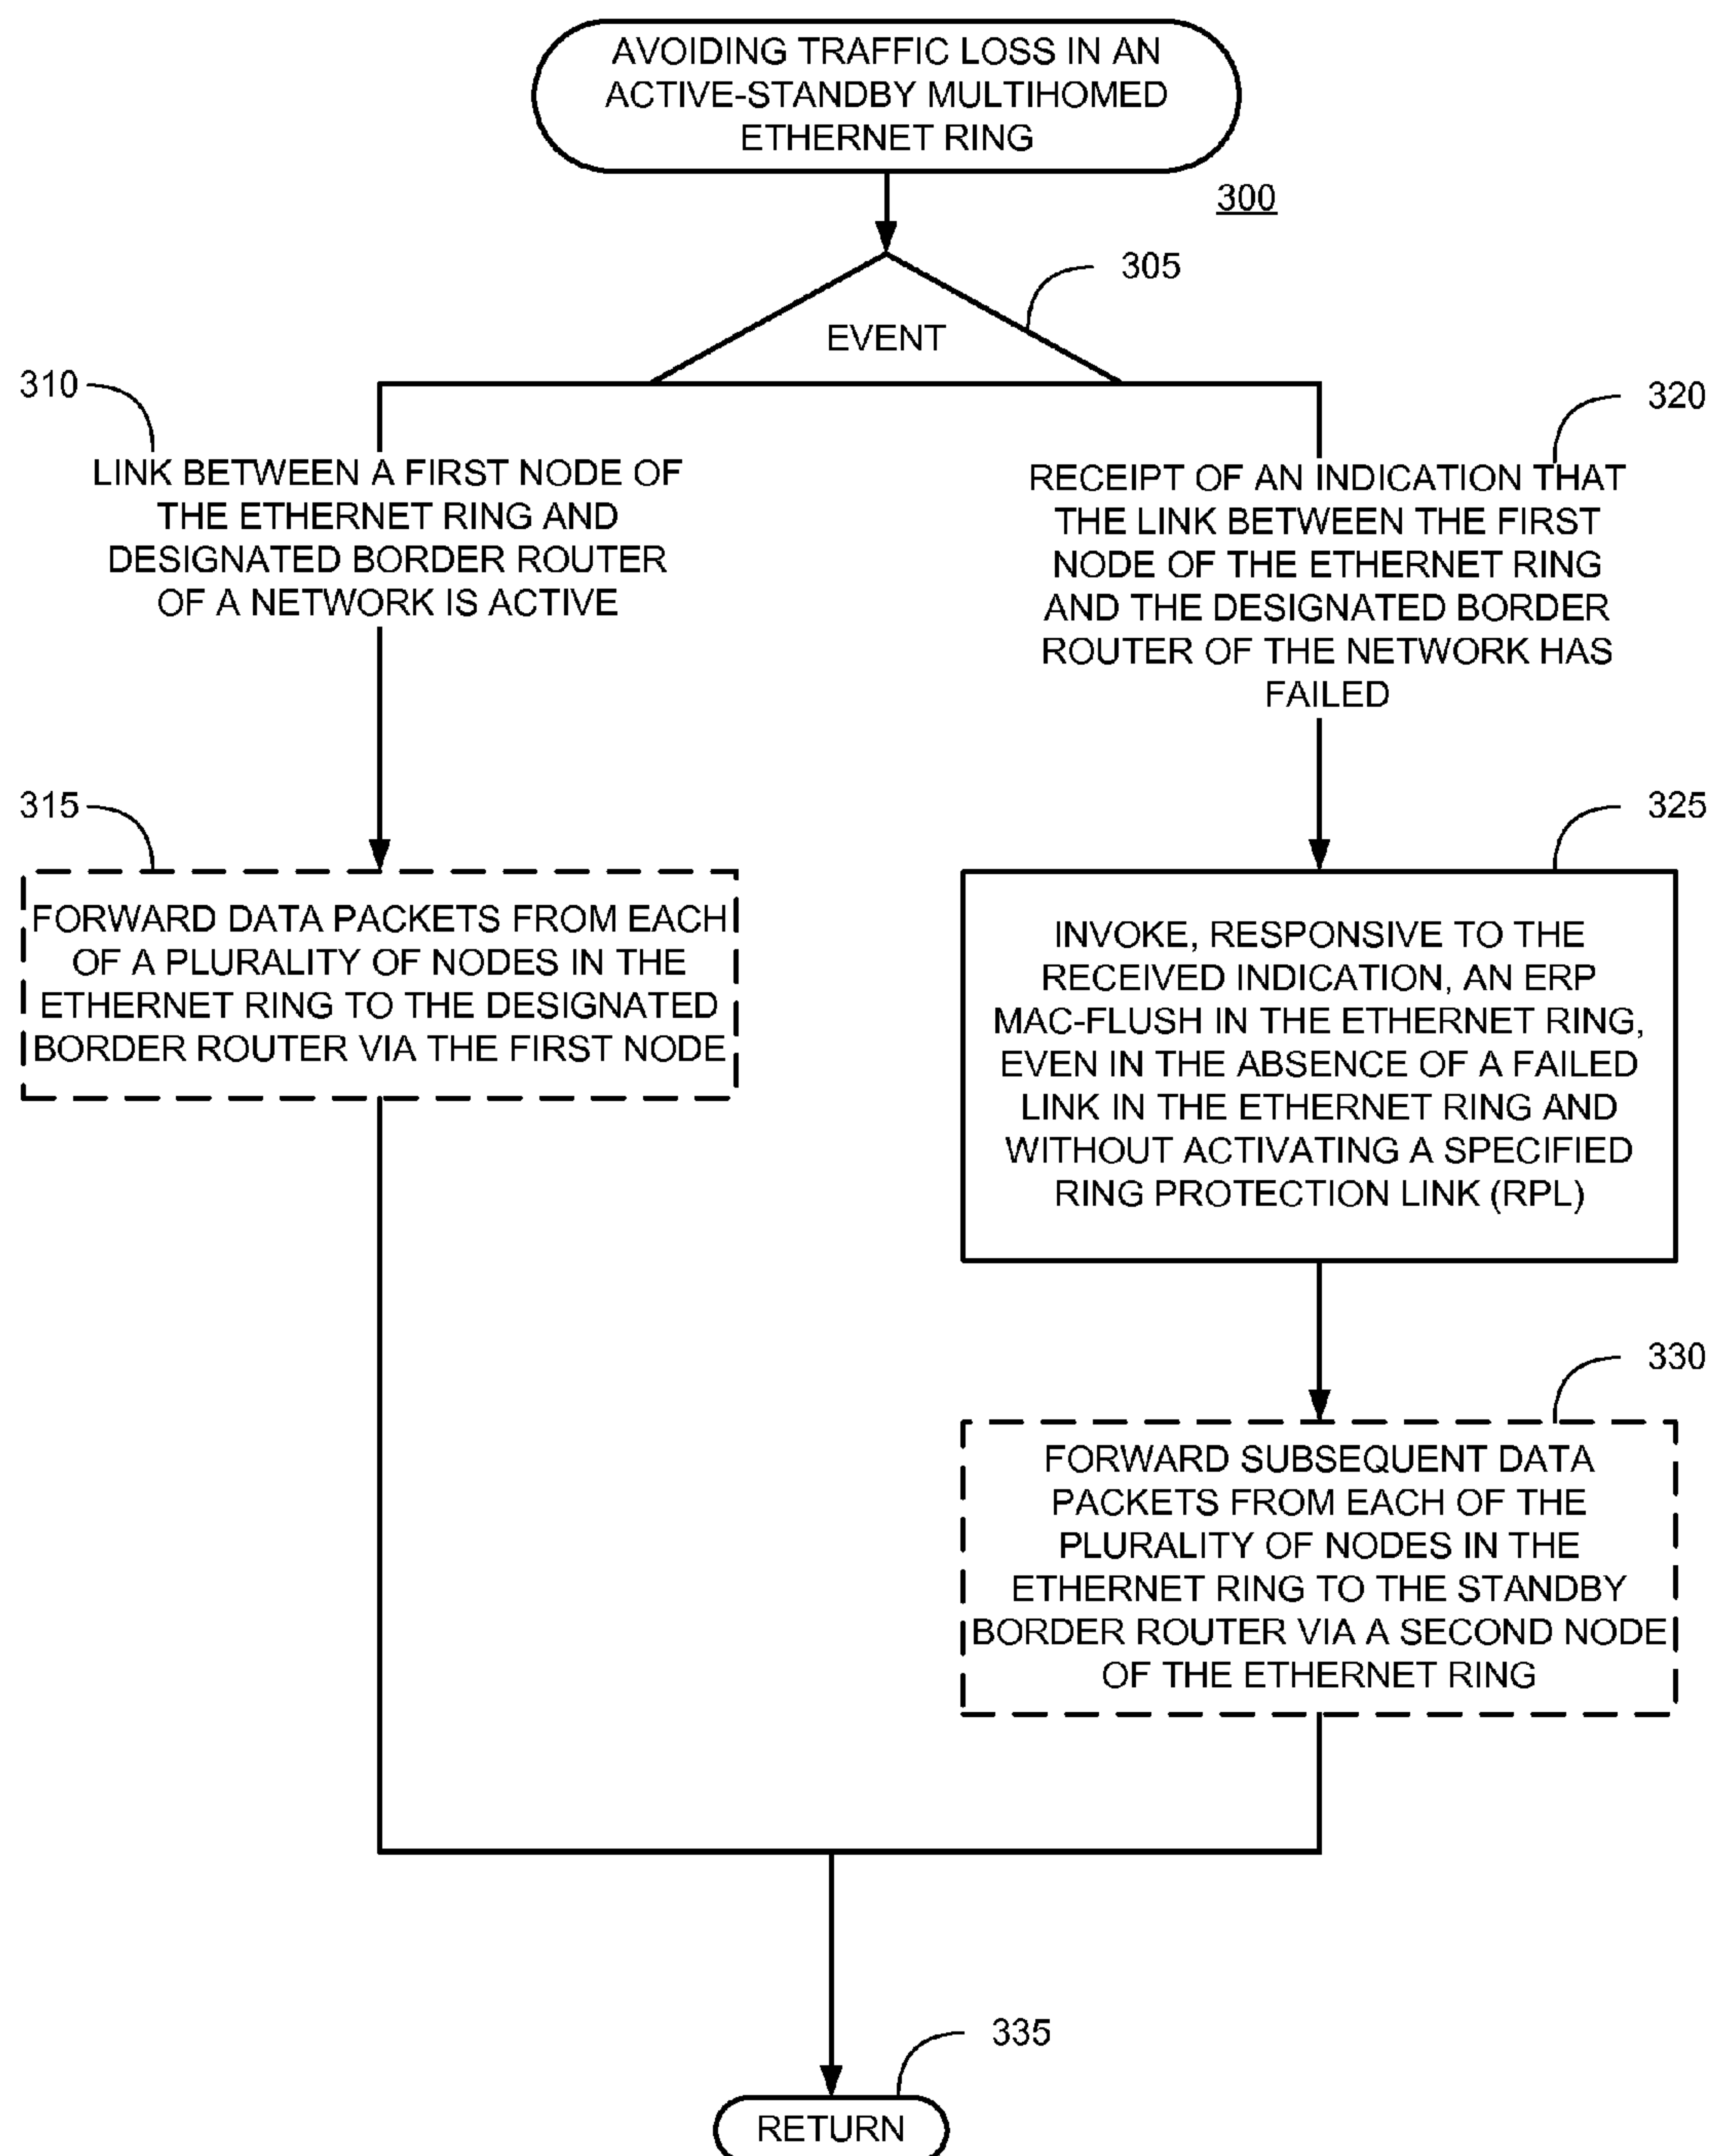 AVOIDING TRAFFIC LOSS IN AN
ACTIVE-STANDBY MULTIHOMED
ETHERNET RING
300
305
EVENT
310
LINK BETWEEN A FIRST NODE OF
THE ETHERNET RING AND
DESIGNATED BORDER ROUTER
OF A NETWORK IS ACTIVE
320
RECEIPT OF AN INDICATION THAT
THE LINK BETWEEN THE FIRST
NODE OF THE ETHERNET RING
AND THE DESIGNATED BORDER
ROUTER OF THE NETWORK HAS
FAILED
315
FORWARD DATA PACKETS FROM EACH
OF A PLURALITY OF NODES IN THE
ETHERNET RING TO THE DESIGNATED
BORDER ROUTER VIA THE FIRST NODE
325
INVOKE, RESPONSIVE TO THE
RECEIVED INDICATION, AN ERP
MAC-FLUSH IN THE ETHERNET RING,
EVEN IN THE ABSENCE OF A FAILED
LINK IN THE ETHERNET RING AND
WITHOUT ACTIVATING A SPECIFIED
RING PROTECTION LINK (RPL)
330
FORWARD SUBSEQUENT DATA
PACKETS FROM EACH OF THE
PLURALITY OF NODES IN THE
ETHERNET RING TO THE STANDBY
BORDER ROUTER VIA A SECOND NODE
OF THE ETHERNET RING
335
RETURN